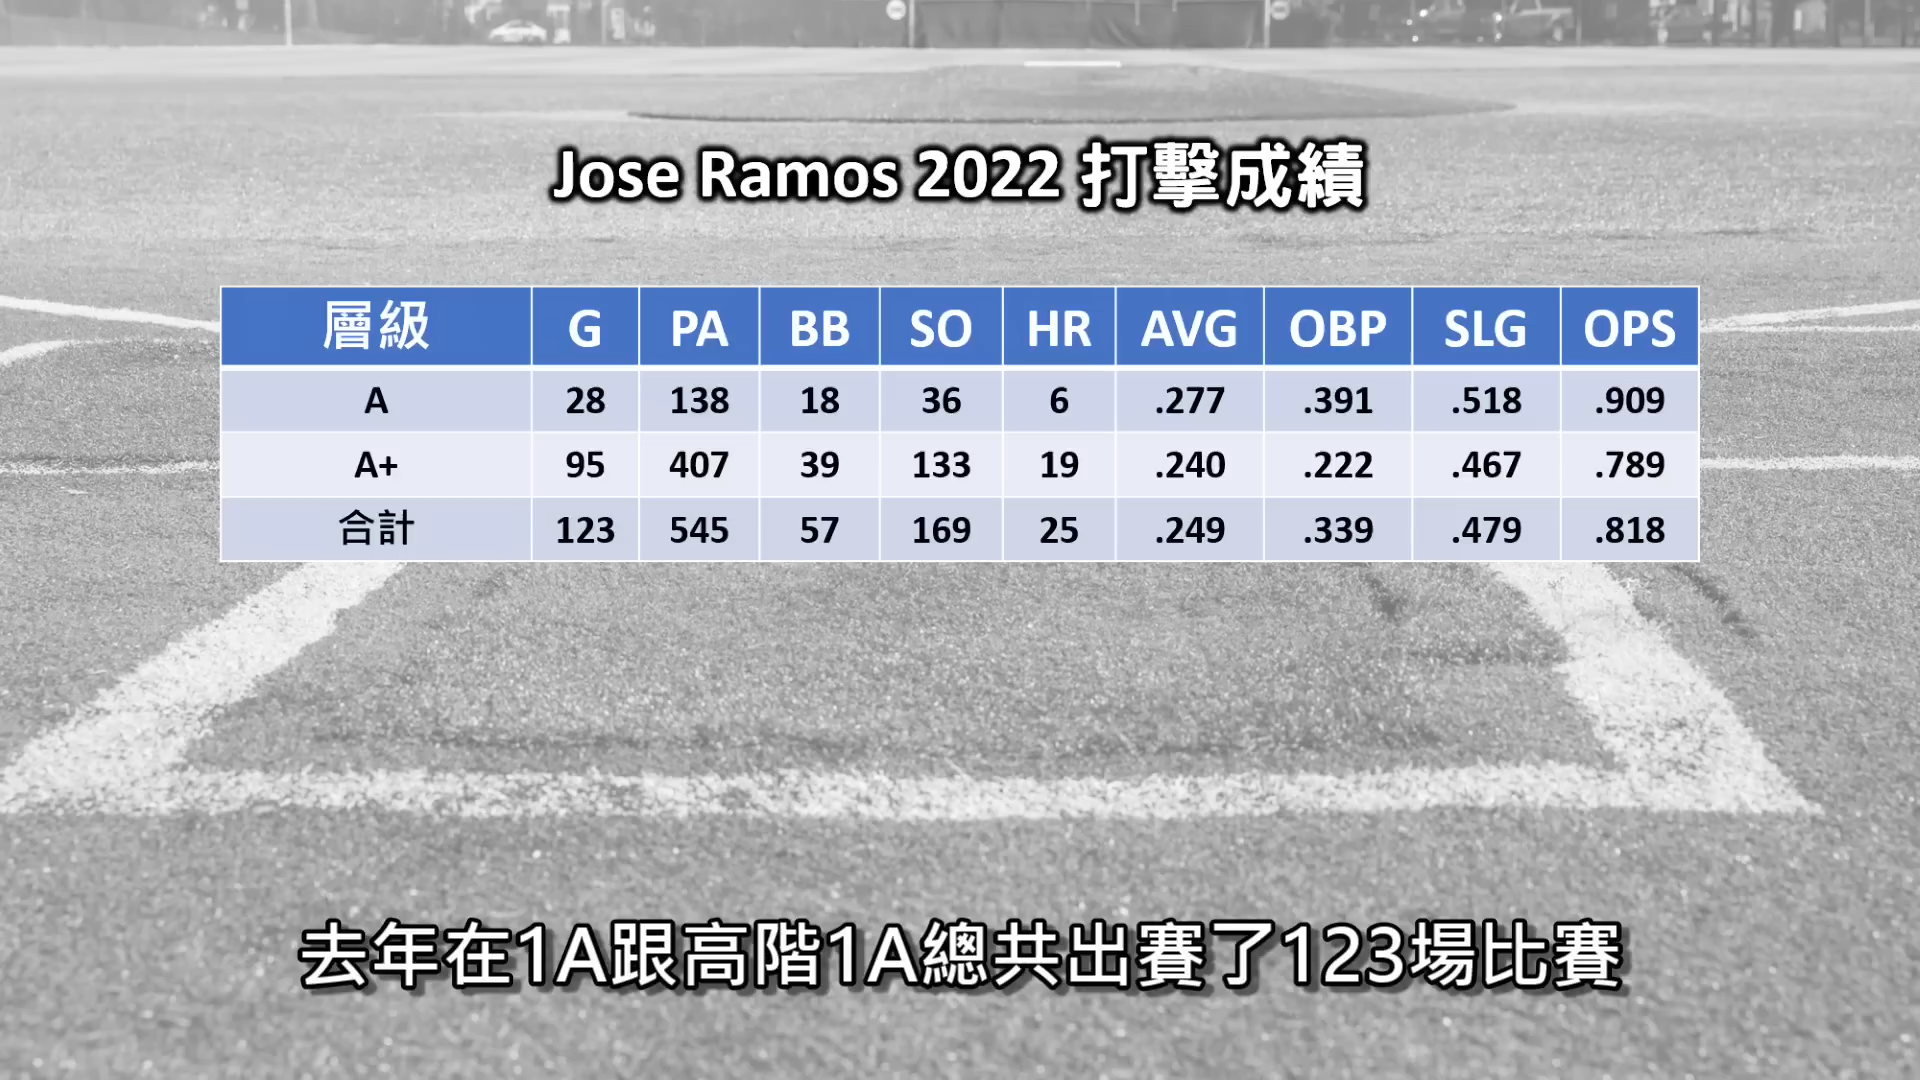 Jose Ramos 2022 打擊成績
層級 G PA BB SO HR AVG OBP SLG OPS
A 28 138 18 36 6 .277 .391 .518 .909
A+ 95 407 39 133 19 .240 .222 .467 .789
合計 123 545 57 169 25 .249 .339 .479 .818
去年在1A跟高階1A總共出賽了123場比賽